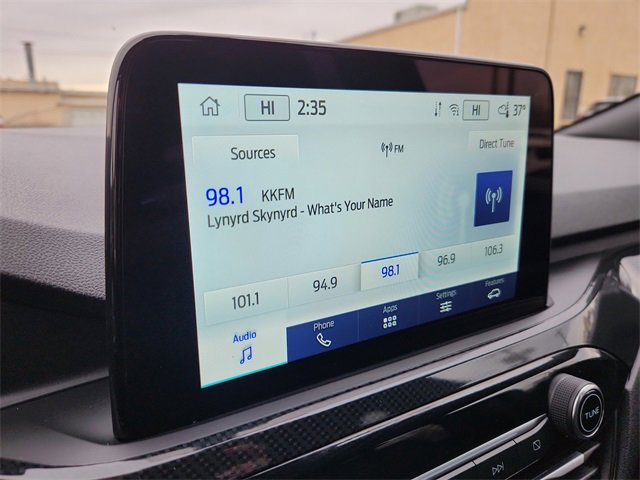 HI 2:35 HI 37°
Sources FM Direct Tune
98.1 KKFM
Lynyrd Skynyrd - What's Your Name
101.1 94.9 98.1 96.9 106.3
Audio Phone Apps Settings Features
TUNE